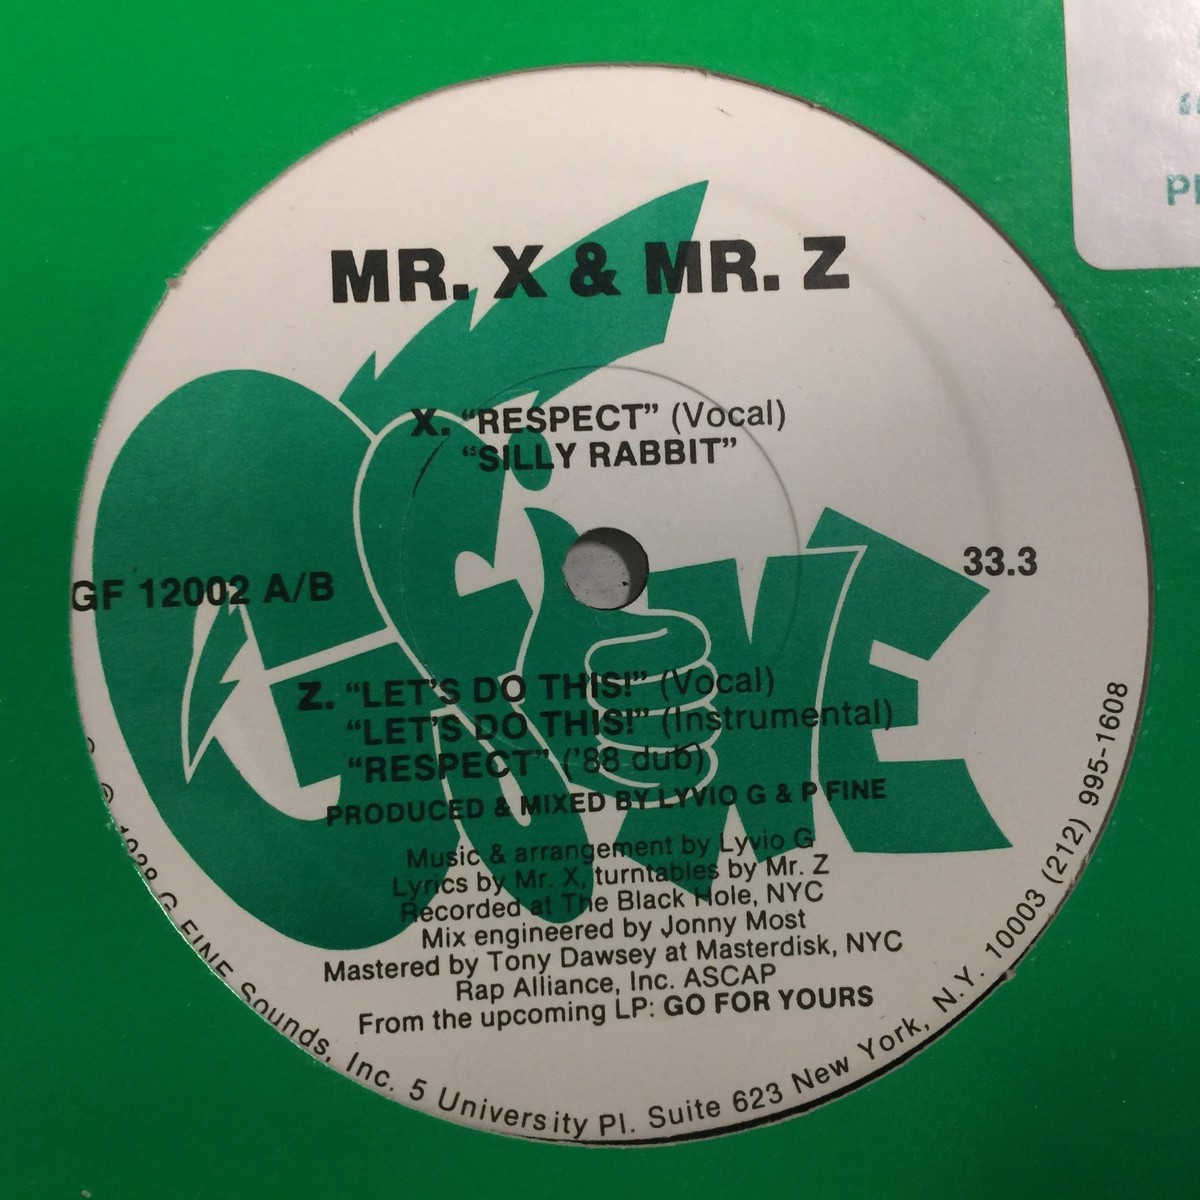 MR. X & MR. Z
X. “RESPECT” (Vocal)
“SILLY RABBIT”
GF 12002 A/B
33.3
G FINE
Z. “LET'S DO THIS!” (Vocal)
“LET'S DO THIS!” (Instrumental)
“RESPECT” ('88 dub)
PRODUCED & MIXED BY LYVIO G & P FINE
Music & arrangement by Lyvio G
Lyrics by Mr. X, turntables by Mr. Z
Recorded at The Black Hole, NYC
Mix engineered by Jonny Most
Mastered by Tony Dawsey at Masterdisk, NYC
Rap Alliance, Inc. ASCAP
From the upcoming LP: GO FOR YOURS
1988 G FINE Sounds, Inc. 5 University Pl. Suite 623 New York, N.Y. 10003 (212) 995-1608